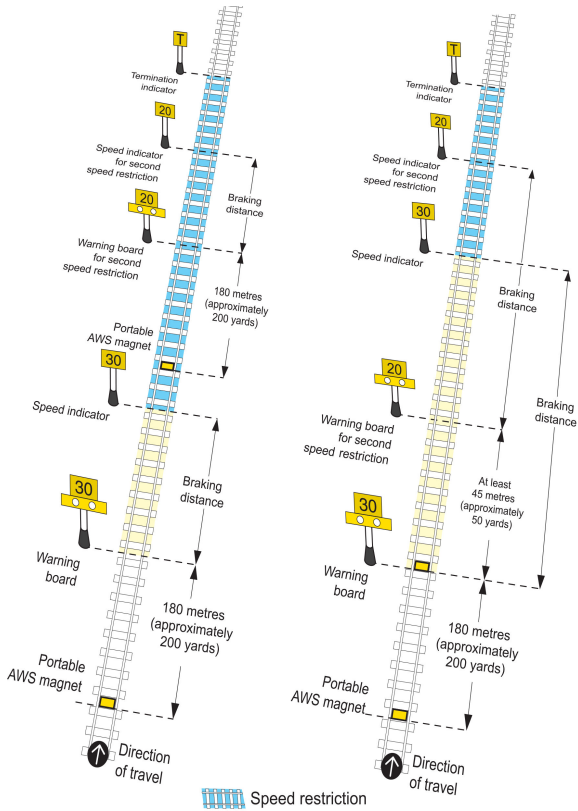 T
Termination
indicator
20
Speed indicator
for second
speed restriction
Braking
distance
20
Warning board
for second
speed restriction
180 metres
(approximately
200 yards)
Portable
AWS magnet
30
Speed indicator
Braking
distance
30
Warning
board
180 metres
(approximately
200 yards)
Portable
AWS magnet
Direction
of travel
T
Termination
indicator
20
Speed indicator
for second
speed restriction
30
Speed indicator
Braking
distance
Braking
distance
20
Warning board
for second
speed restriction
At least
45 metres
(approximately
50 yards)
30
Warning
board
180 metres
(approximately
200 yards)
Portable
AWS magnet
Direction
of travel
Speed restriction